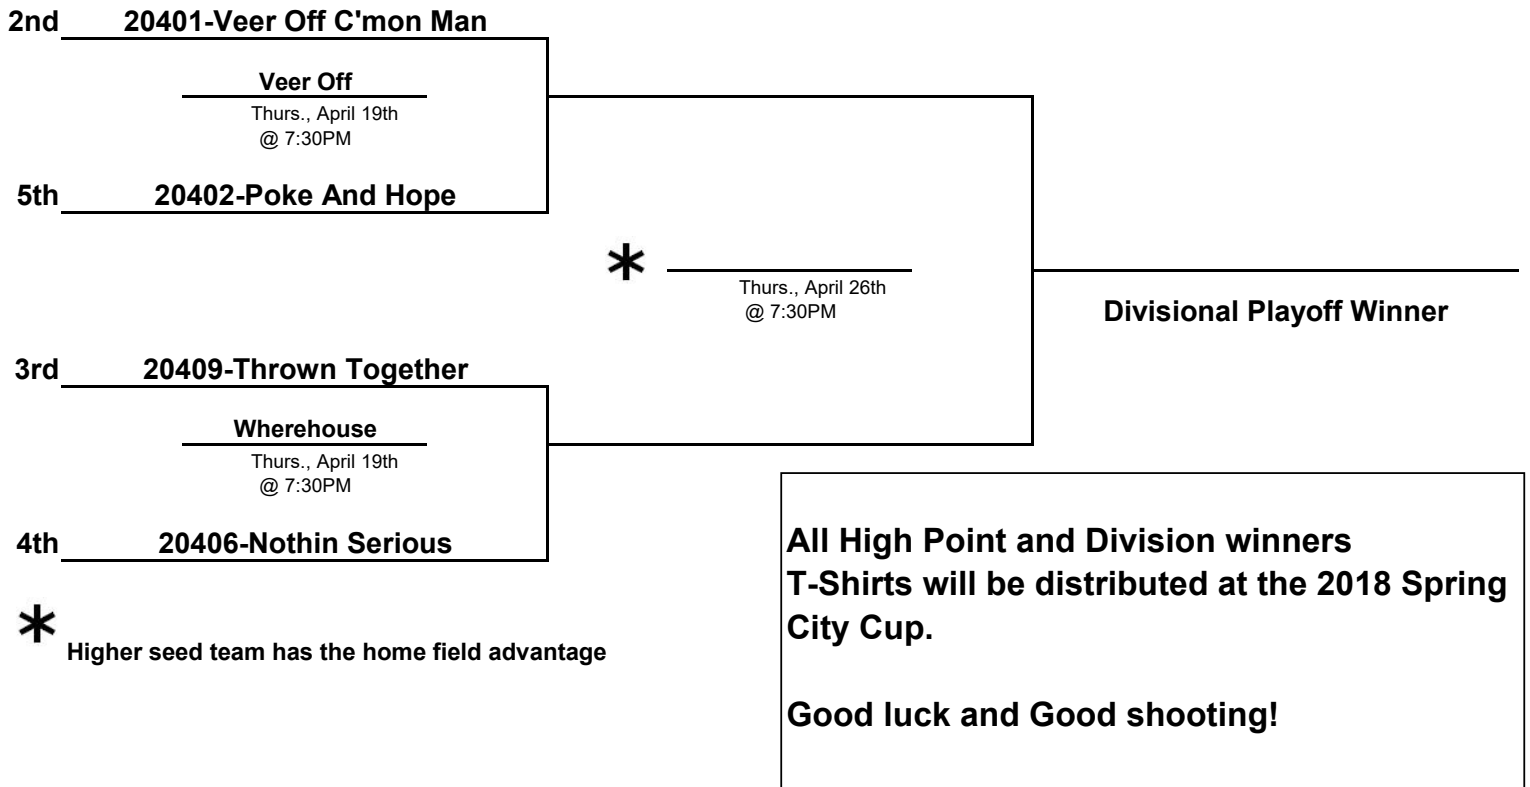 2nd 20401-Veer Off C'mon Man
Veer Off
Thurs., April 19th
@ 7:30PM
5th 20402-Poke And Hope
*
Thurs., April 26th
@ 7:30PM
Divisional Playoff Winner
3rd 20409-Thrown Together
Wherehouse
Thurs., April 19th
@ 7:30PM
4th 20406-Nothin Serious
* Higher seed team has the home field advantage
All High Point and Division winners
T-Shirts will be distributed at the 2018 Spring
City Cup.
Good luck and Good shooting!